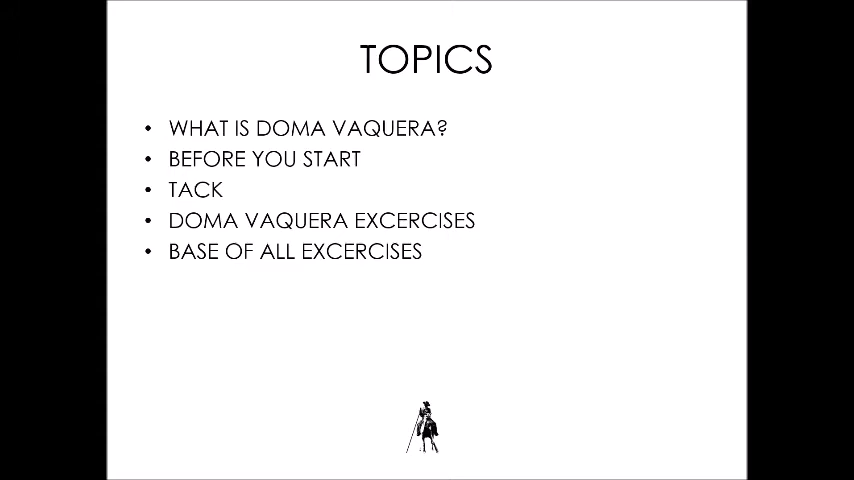 TOPICS
• WHAT IS DOMA VAQUERA?
• BEFORE YOU START
• TACK
• DOMA VAQUERA EXCERCISES
• BASE OF ALL EXCERCISES